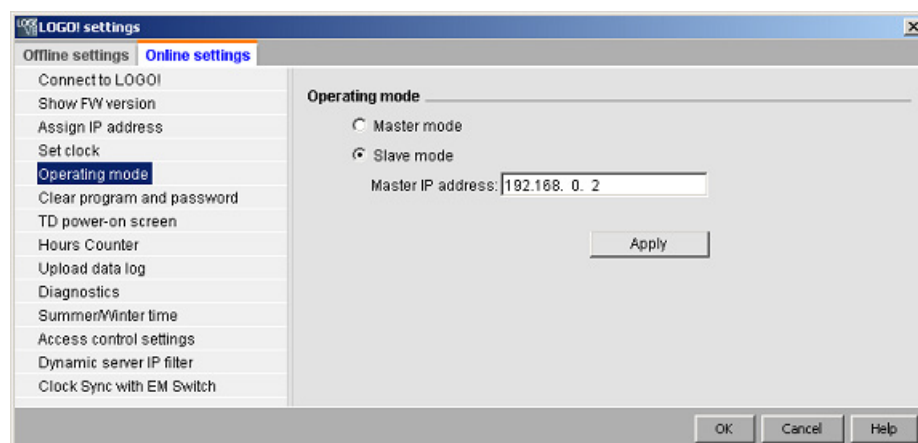 LOGO! settings
Offline settings Online settings
Connect to LOGO!
Show FW version
Assign IP address
Set clock
Operating mode
Clear program and password
TD power-on screen
Hours Counter
Upload data log
Diagnostics
Summer/Winter time
Access control settings
Dynamic server IP filter
Clock Sync with EM Switch
Operating mode
Master mode
Slave mode
Master IP address: 192.168. 0. 2
Apply
OK Cancel Help